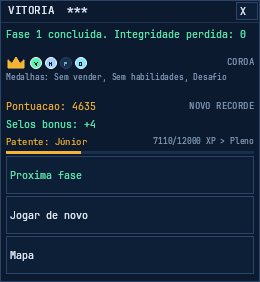 VITORIA ***
X
Fase 1 concluida. Integridade perdida: 0
COROA
Medalhas: Sem vender, Sem habilidades, Desafio
Pontuacao: 4635
NOVO RECORDE
Selos bonus: +4
Patente: Júnior
7110/12000 XP > Pleno
Proxima fase
Jogar de novo
Mapa